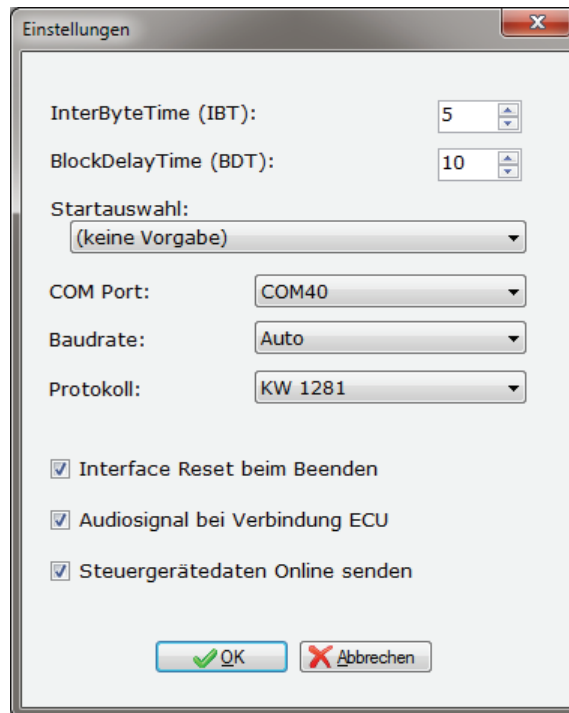 Einstellungen
InterByteTime (IBT): 5
BlockDelayTime (BDT): 10
Startauswahl:
(keine Vorgabe)
COM Port: COM40
Baudrate: Auto
Protokoll: KW 1281
Interface Reset beim Beenden
Audiosignal bei Verbindung ECU
Steuergerätedaten Online senden
OK Abbrechen